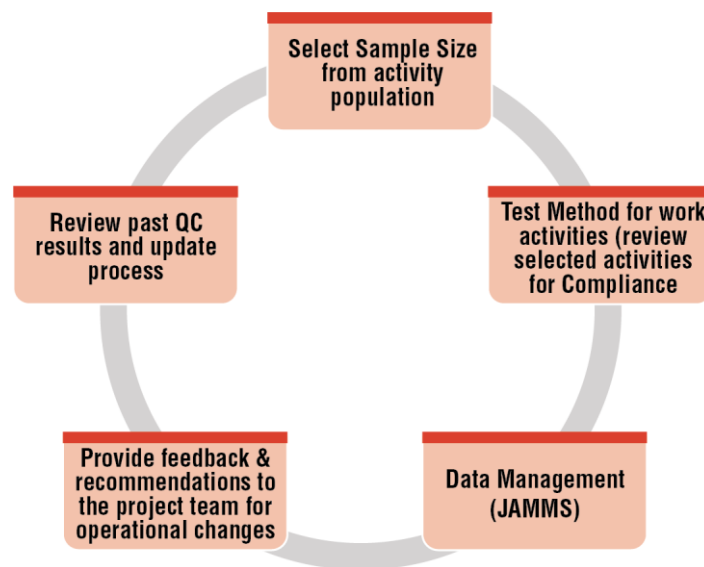 Select Sample Size
from activity
population
Test Method for work
activities (review
selected activities
for Compliance
Data Management
(JAMMS)
Provide feedback &
recommendations to
the project team for
operational changes
Review past QC
results and update
process